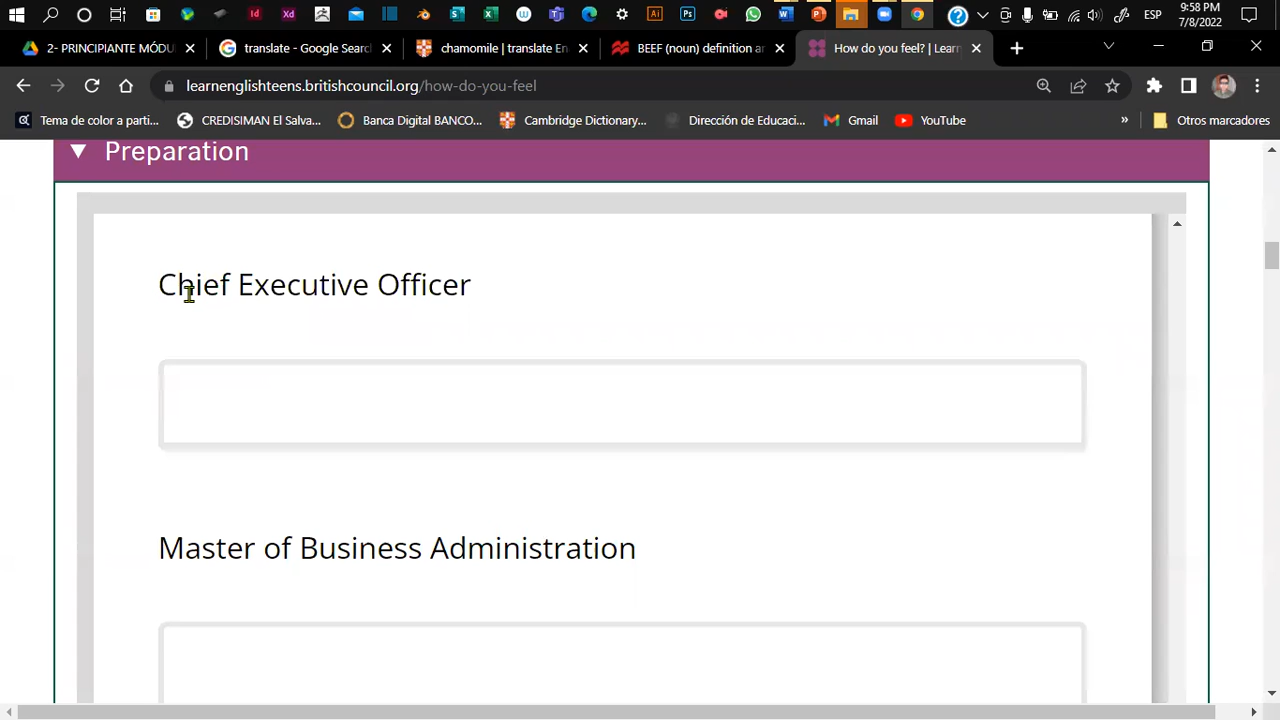 9:58 PM
ESP
7/8/2022
2- PRINCIPIANTE MÓDUL
translate - Google Search
chamomile | translate En
BEEF (noun) definition an
How do you feel? | Learn
learnenglishteens.britishcouncil.org/how-do-you-feel
Tema de color a parti...
CREDISIMAN El Salva...
Banca Digital BANCO...
Cambridge Dictionary...
Dirección de Educaci...
Gmail
YouTube
»
Otros marcadores
Preparation
Chief Executive Officer
Master of Business Administration